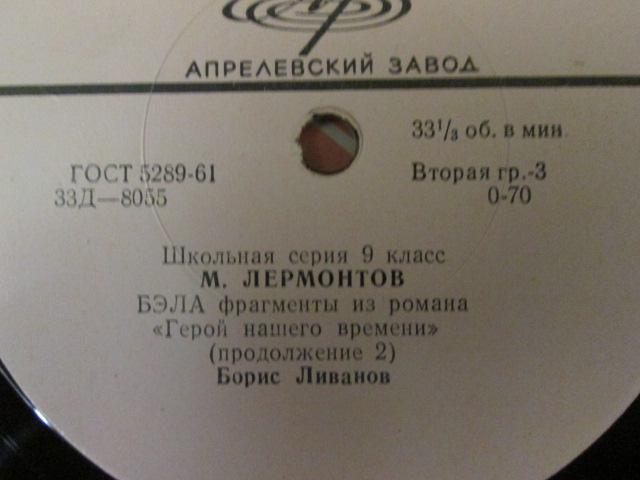 АПРЕЛЕВСКИЙ ЗАВОД
33¹/₃ об. в мин
ГОСТ 5289-61
Вторая гр.-3
33Д—8055
0-70
Школьная серия 9 класс
М. ЛЕРМОНТОВ
БЭЛА фрагменты из романа
«Герой нашего времени»
(продолжение 2)
Борис Ливанов